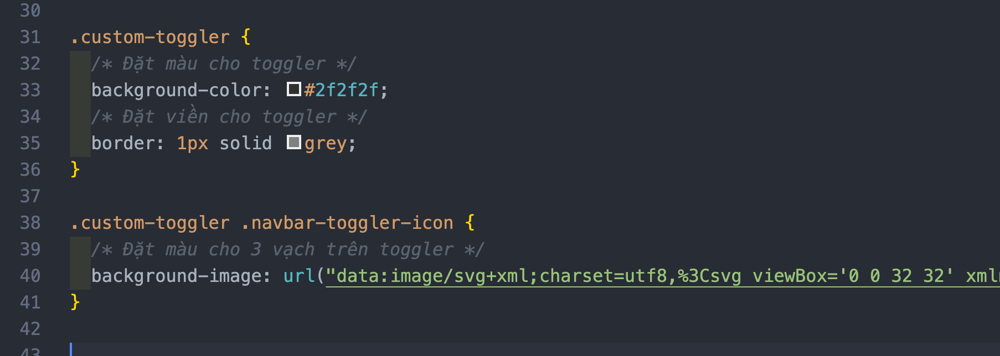 30
31 .custom-toggler {
32 /* Đặt màu cho toggler */
33 background-color: #2f2f2f;
34 /* Đặt viền cho toggler */
35 border: 1px solid grey;
36 }
37
38 .custom-toggler .navbar-toggler-icon {
39 /* Đặt màu cho 3 vạch trên toggler */
40 background-image: url("data:image/svg+xml;charset=utf8,%3Csvg viewBox='0 0 32 32' xml
41 }
42
43